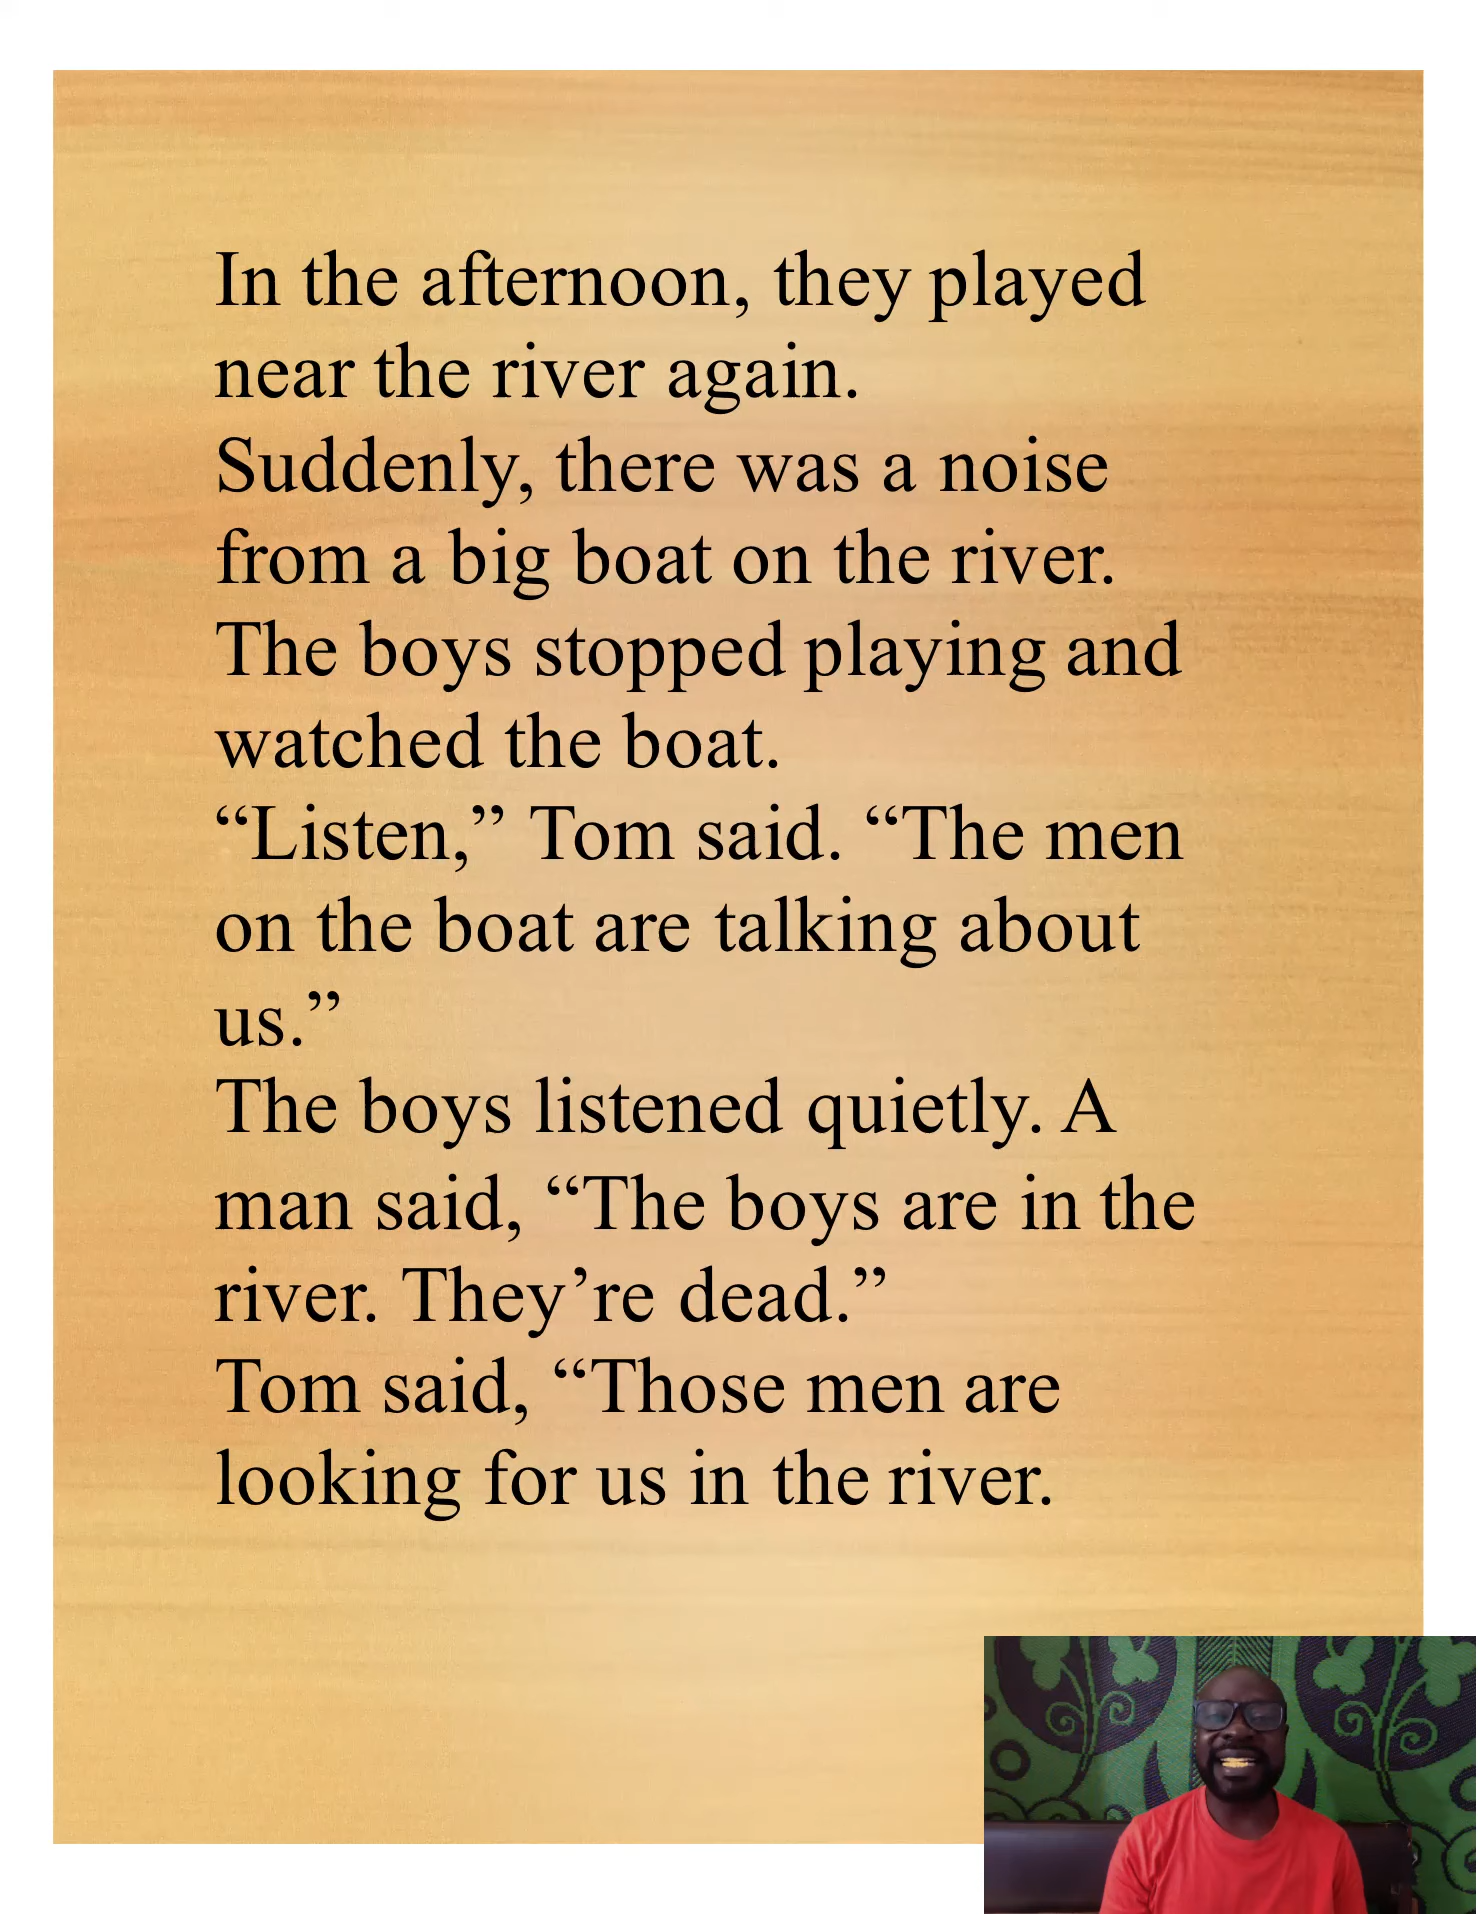 In the afternoon, they played
near the river again.
Suddenly, there was a noise
from a big boat on the river.
The boys stopped playing and
watched the boat.
“Listen,” Tom said. “The men
on the boat are talking about
us.”
The boys listened quietly. A
man said, “The boys are in the
river. They’re dead.”
Tom said, “Those men are
looking for us in the river.